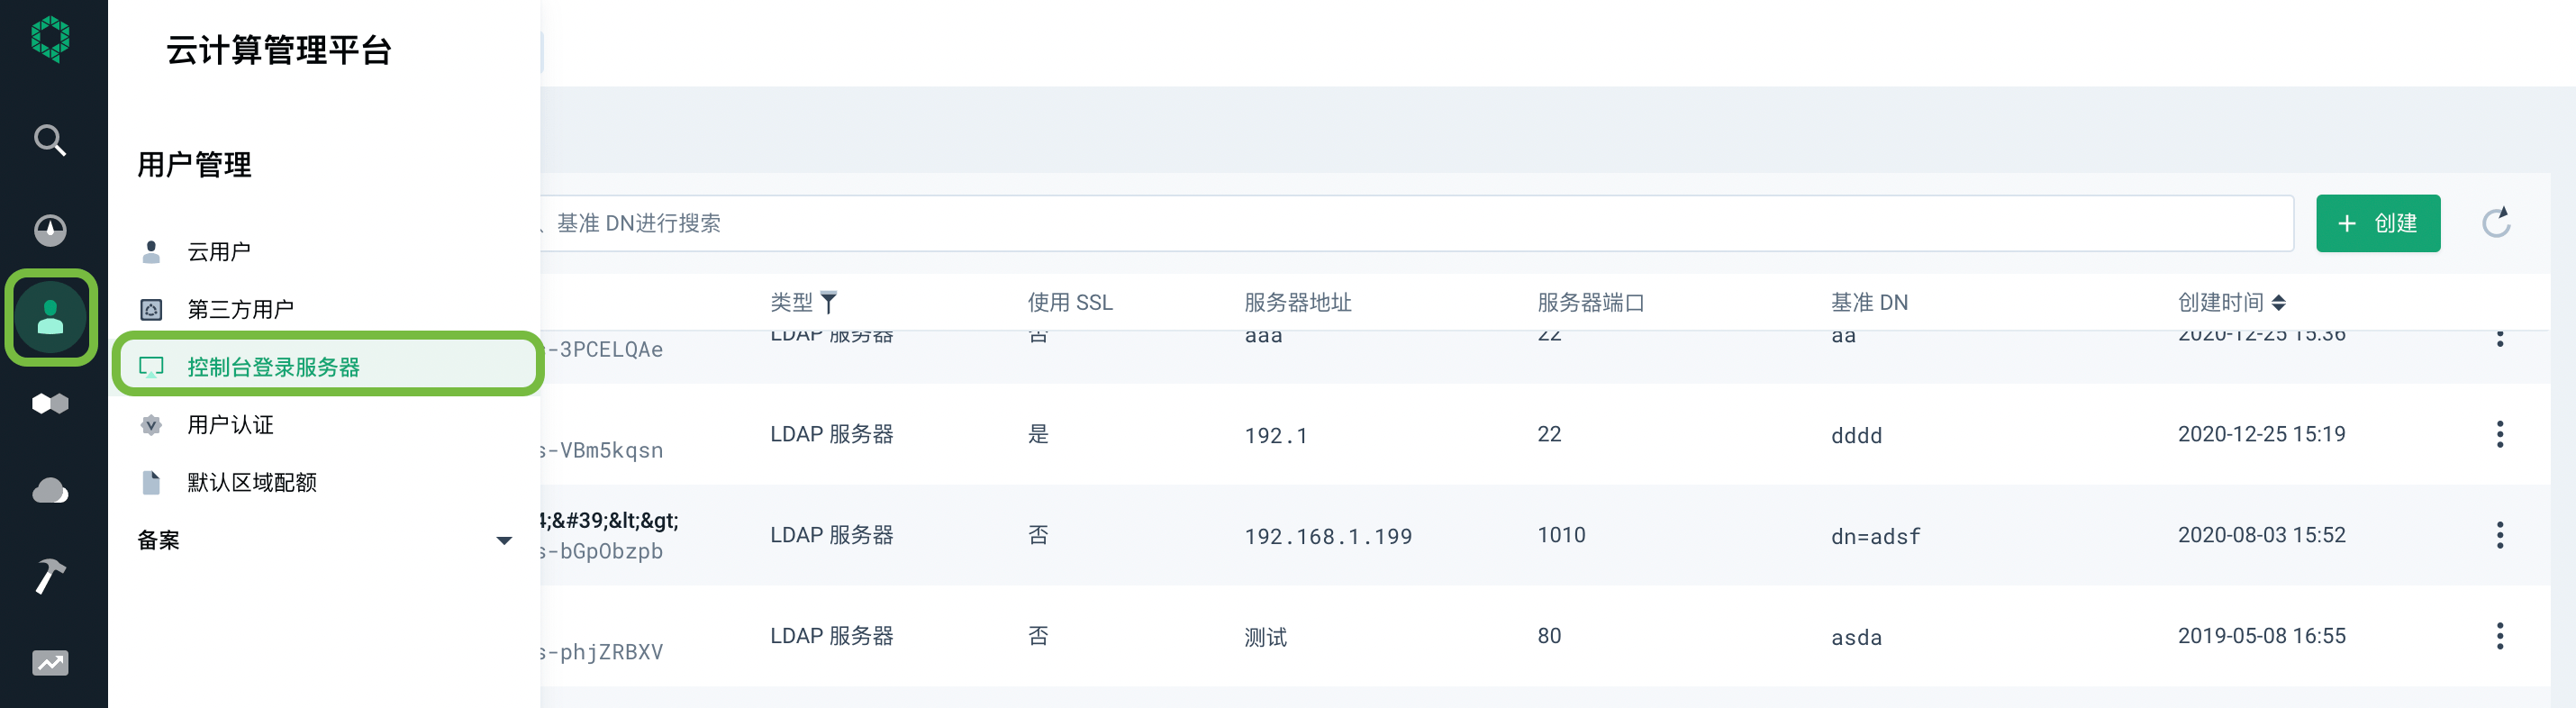 云计算管理平台
用户管理
云用户
第三方用户
控制台登录服务器
用户认证
默认区域配额
备案
基准 DN进行搜索
+ 创建
类型 使用 SSL 服务器地址 服务器端口 基准 DN 创建时间
-3PCELQAe LDAP 服务器 否 aaa 22 aa 2020-12-25 15:36
s-VBm5kqsn LDAP 服务器 是 192.1 22 dddd 2020-12-25 15:19
4;&#39;&lt;&gt;
s-bGpObzpb LDAP 服务器 否 192.168.1.199 1010 dn=adsf 2020-08-03 15:52
s-phjZRBXV LDAP 服务器 否 测试 80 asda 2019-05-08 16:55